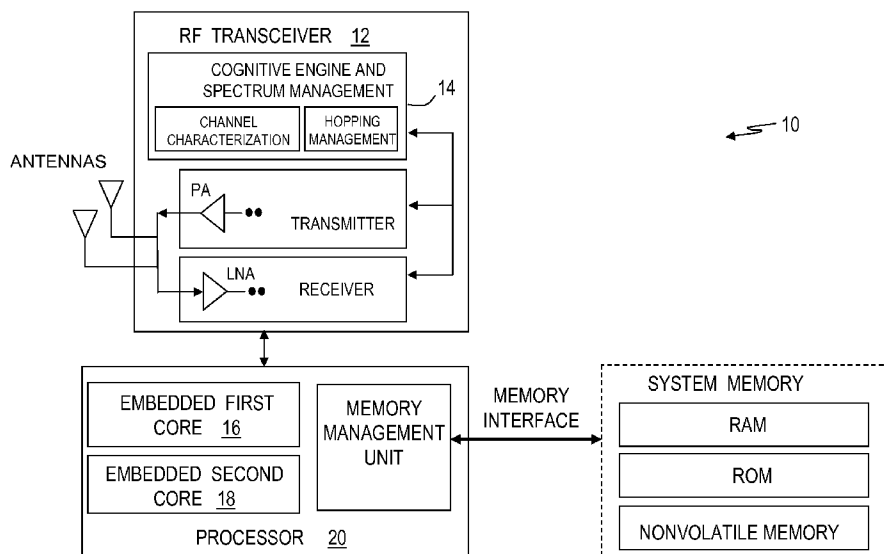 RF TRANSCEIVER 12
COGNITIVE ENGINE AND
SPECTRUM MANAGEMENT
14
CHANNEL
CHARACTERIZATION
HOPPING
MANAGEMENT
10
ANTENNAS
PA
TRANSMITTER
LNA
RECEIVER
EMBEDDED FIRST
CORE 16
EMBEDDED SECOND
CORE 18
MEMORY
MANAGEMENT
UNIT
PROCESSOR 20
MEMORY
INTERFACE
SYSTEM MEMORY
RAM
ROM
NONVOLATILE MEMORY